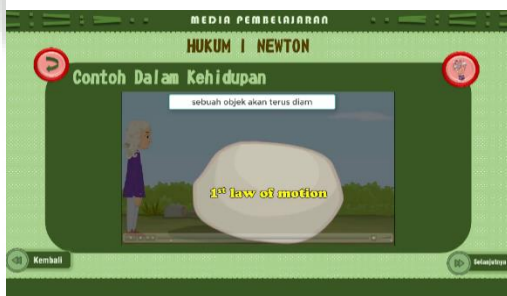 MEDIA PEMBELAJARAN
HUKUM I NEWTON
Contoh Dalam Kehidupan
sebuah objek akan terus diam
1st law of motion
Kembali
Selanjutnya